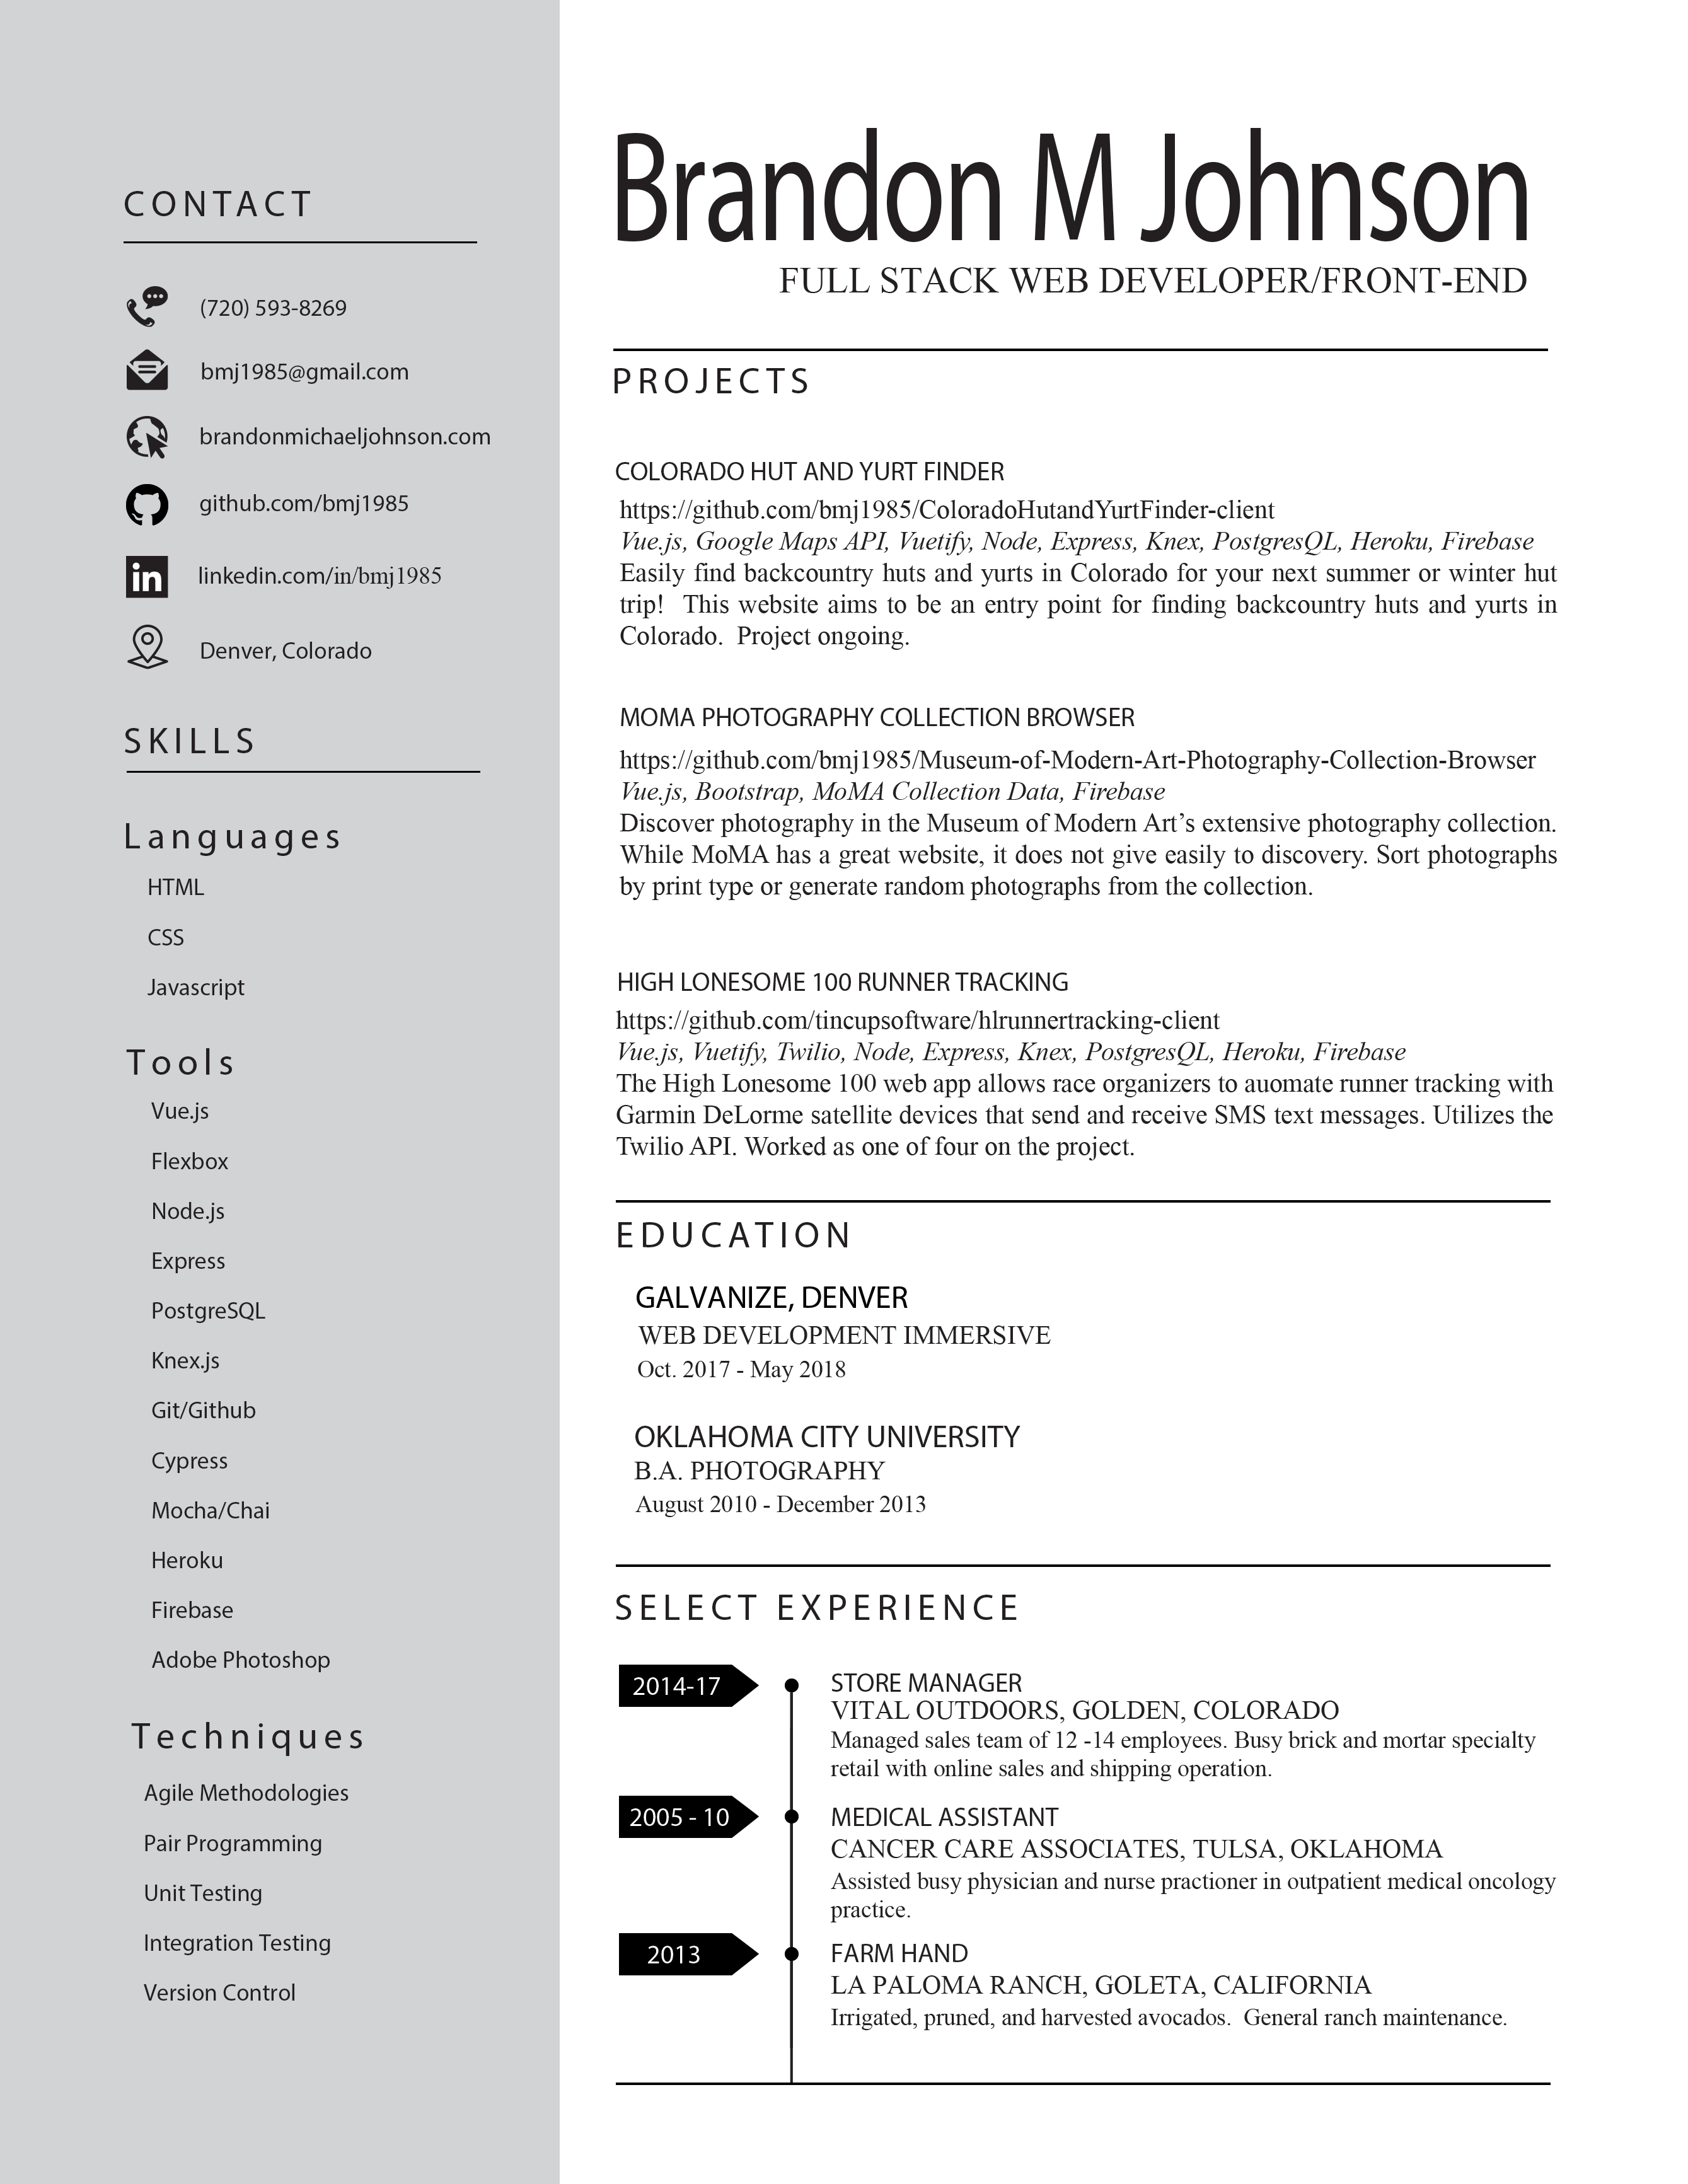 CONTACT
(720) 593-8269
bmj1985@gmail.com
brandonmichaeljohnson.com
github.com/bmj1985
in
linkedin.com/in/bmj1985
Denver, Colorado
SKILLS
Languages
HTML
CSS
Javascript
Tools
Vue.js
Flexbox
Node.js
Express
PostgreSQL
Knex.js
Git/Github
Cypress
Mocha/Chai
Heroku
Firebase
Adobe Photoshop
Techniques
Agile Methodologies
Pair Programming
Unit Testing
Integration Testing
Version Control
Brandon M Johnson
FULL STACK WEB DEVELOPER/FRONT-END
PROJECTS
COLORADO HUT AND YURT FINDER
https://github.com/bmj1985/ColoradoHutandYurtFinder-client
Vue.js, Google Maps API, Vuetify, Node, Express, Knex, PostgresQL, Heroku, Firebase
Easily find backcountry huts and yurts in Colorado for your next summer or winter hut
trip!  This website aims to be an entry point for finding backcountry huts and yurts in
Colorado.  Project ongoing.
MOMA PHOTOGRAPHY COLLECTION BROWSER
https://github.com/bmj1985/Museum-of-Modern-Art-Photography-Collection-Browser
Vue.js, Bootstrap, MoMA Collection Data, Firebase
Discover photography in the Museum of Modern Art’s extensive photography collection.
While MoMA has a great website, it does not give easily to discovery. Sort photographs
by print type or generate random photographs from the collection.
HIGH LONESOME 100 RUNNER TRACKING
https://github.com/tincupsoftware/hlrunnertracking-client
Vue.js, Vuetify, Twilio, Node, Express, Knex, PostgresQL, Heroku, Firebase
The High Lonesome 100 web app allows race organizers to auomate runner tracking with
Garmin DeLorme satellite devices that send and receive SMS text messages. Utilizes the
Twilio API. Worked as one of four on the project.
EDUCATION
GALVANIZE, DENVER
WEB DEVELOPMENT IMMERSIVE
Oct. 2017 - May 2018
OKLAHOMA CITY UNIVERSITY
B.A. PHOTOGRAPHY
August 2010 - December 2013
SELECT EXPERIENCE
2014-17
STORE MANAGER
VITAL OUTDOORS, GOLDEN, COLORADO
Managed sales team of 12 -14 employees. Busy brick and mortar specialty
retail with online sales and shipping operation.
2005 - 10
MEDICAL ASSISTANT
CANCER CARE ASSOCIATES, TULSA, OKLAHOMA
Assisted busy physician and nurse practioner in outpatient medical oncology
practice.
2013
FARM HAND
LA PALOMA RANCH, GOLETA, CALIFORNIA
Irrigated, pruned, and harvested avocados.  General ranch maintenance.